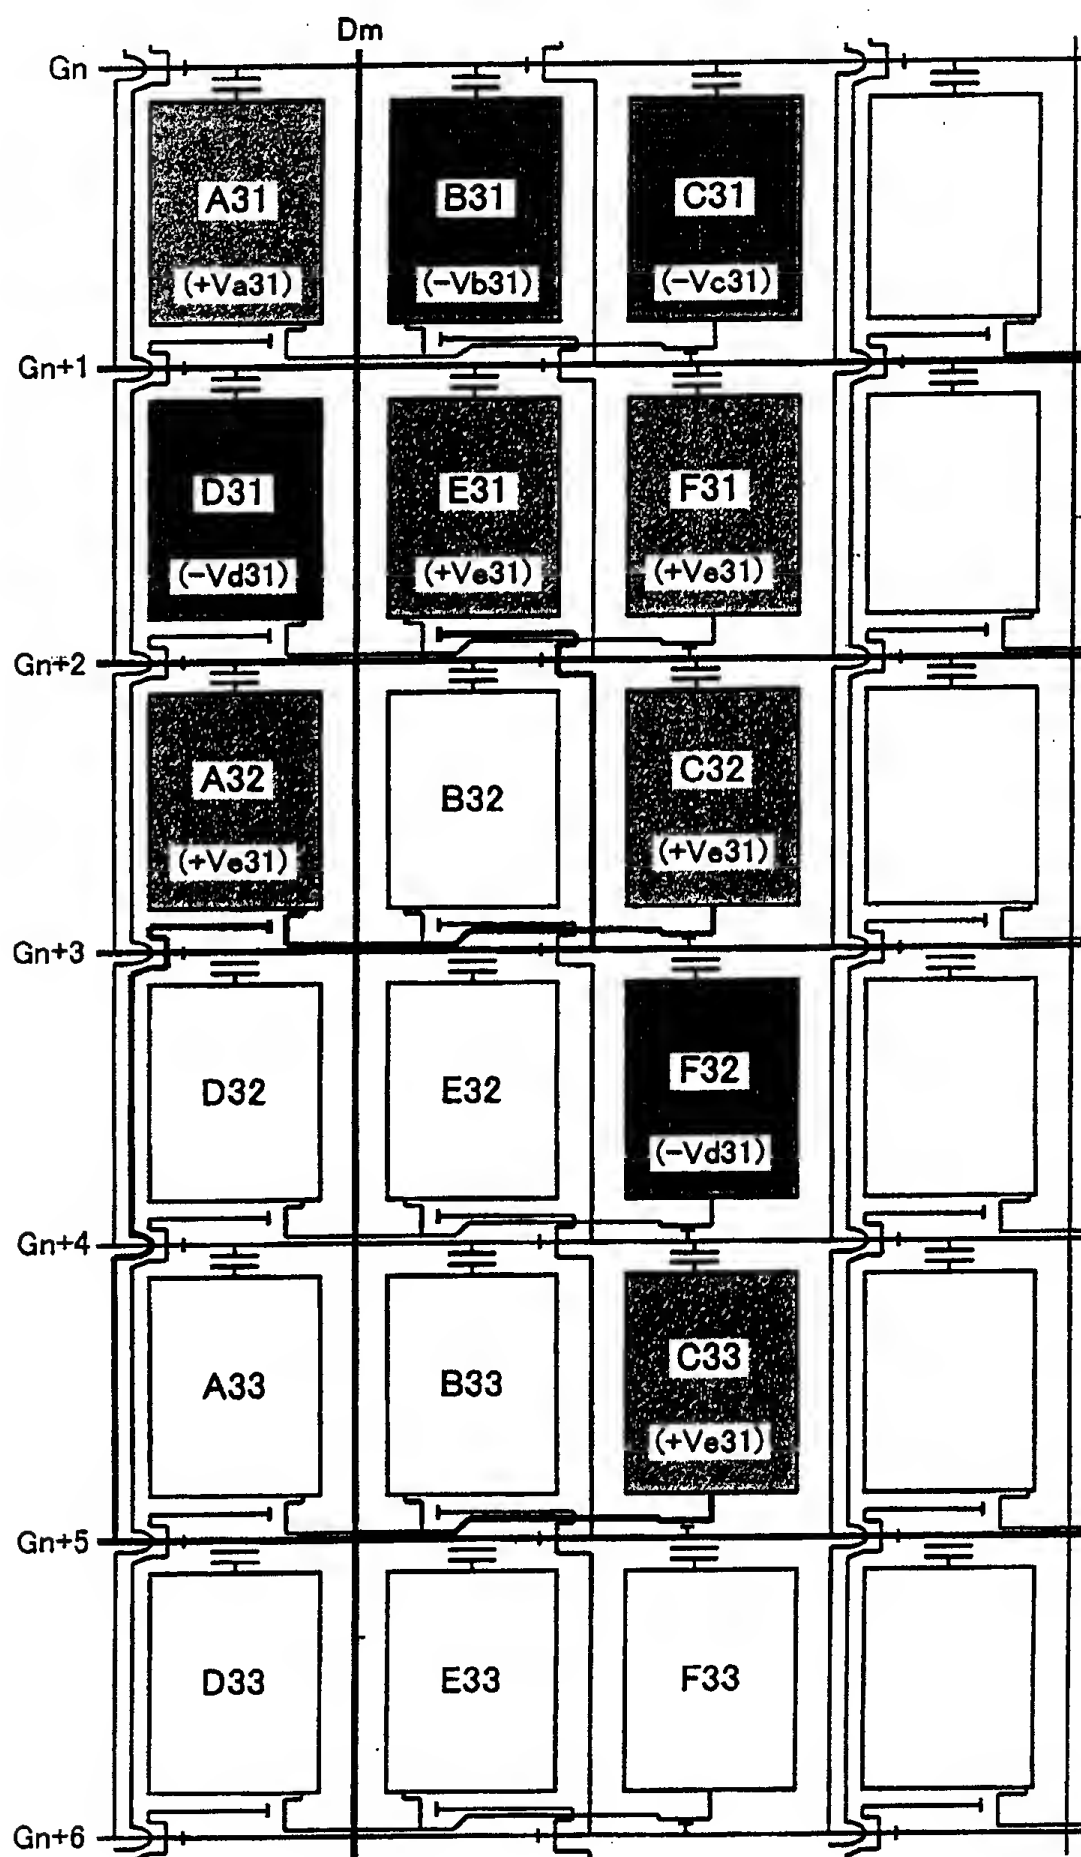 Dm
Gn
A31 B31 C31
(+Va31) (-Vb31) (-Vc31)
Gn+1
D31 E31 F31
(-Vd31) (+Ve31) (+Ve31)
Gn+2
A32 B32 C32
(+Ve31) (+Ve31)
Gn+3
D32 E32 F32
(-Vd31)
Gn+4
A33 B33 C33
(+Ve31)
Gn+5
D33 E33 F33
Gn+6